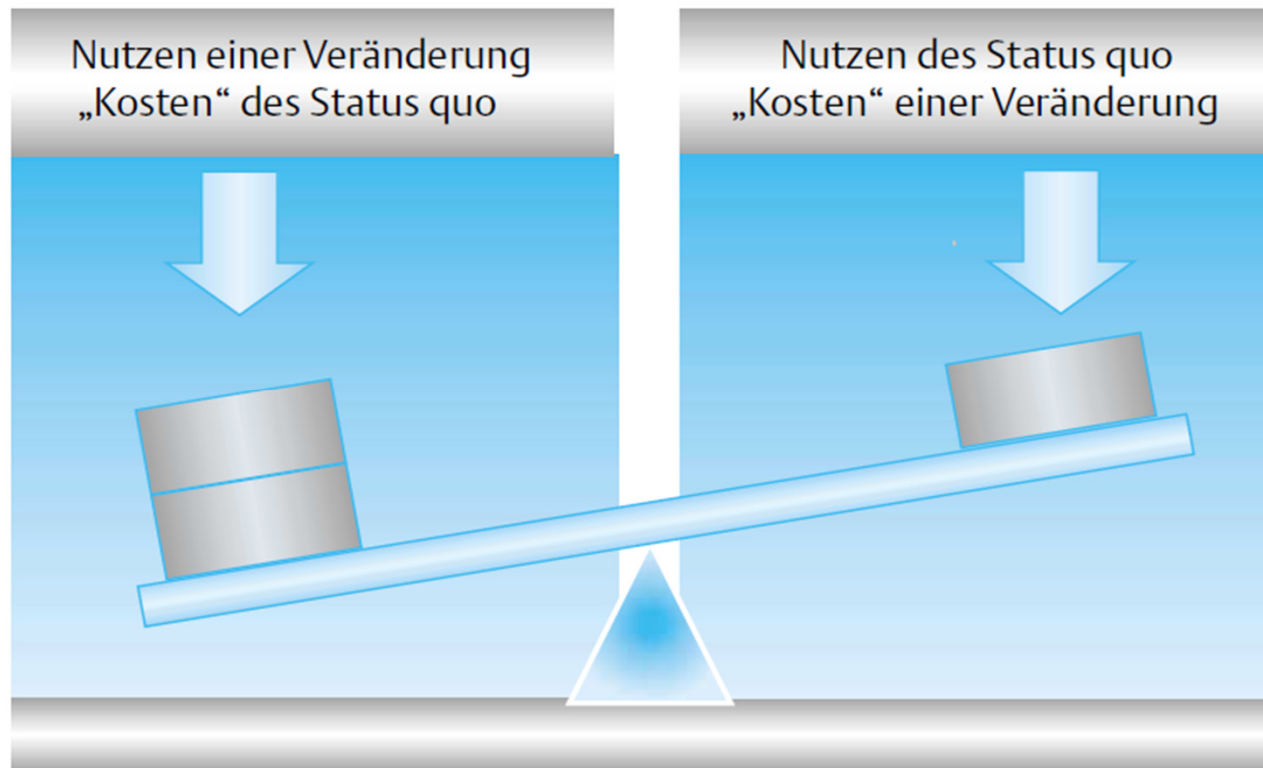 Nutzen einer Veränderung
„Kosten“ des Status quo
Nutzen des Status quo
„Kosten“ einer Veränderung